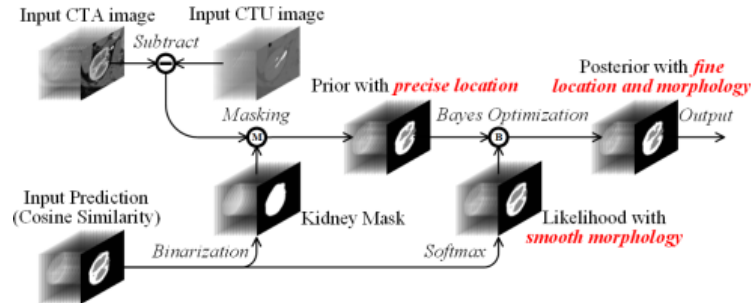 Input CTA image
Input CTU image
Subtract
Prior with precise location
Posterior with fine
location and morphology
Masking
Bayes Optimization
Output
M
B
Input Prediction
(Cosine Similarity)
Kidney Mask
Likelihood with
smooth morphology
Binarization
Softmax